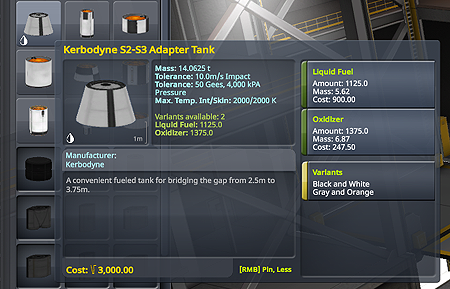 Kerbodyne S2-S3 Adapter Tank
Mass: 14.0625 t
Tolerance: 10.0m/s Impact
Tolerance: 50 Gees, 4,000 kPA
Pressure
Max. Temp. Int/Skin: 2000/2000 K
Variants available: 2
Liquid Fuel: 1125.0
Oxidizer: 1375.0
1m
Manufacturer:
Kerbodyne
A convenient fueled tank for bridging the gap from 2.5m to
3.75m.
Cost: 3,000.00
[RMB] Pin, Less
Liquid Fuel
Amount: 1125.0
Mass: 5.62
Cost: 900.00
Oxidizer
Amount: 1375.0
Mass: 6.87
Cost: 247.50
Variants
Black and White
Gray and Orange